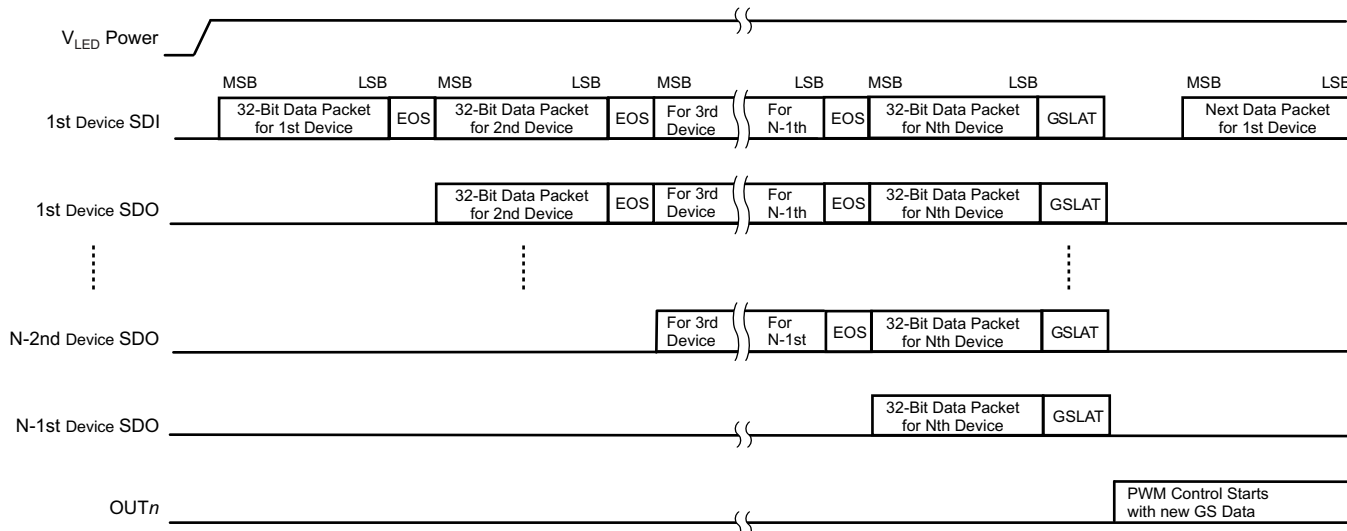 V_LED Power
MSB LSB MSB LSB MSB LSB MSB LSB MSB LSB
1st Device SDI
32-Bit Data Packet
for 1st Device
EOS
32-Bit Data Packet
for 2nd Device
EOS
For 3rd
Device
For
N-1th
EOS
32-Bit Data Packet
for Nth Device
GSLAT
Next Data Packet
for 1st Device
1st Device SDO
32-Bit Data Packet
for 2nd Device
EOS
For 3rd
Device
For
N-1th
EOS
32-Bit Data Packet
for Nth Device
GSLAT
N-2nd Device SDO
For 3rd
Device
For
N-1st
EOS
32-Bit Data Packet
for Nth Device
GSLAT
N-1st Device SDO
32-Bit Data Packet
for Nth Device
GSLAT
OUTn
PWM Control Starts
with new GS Data